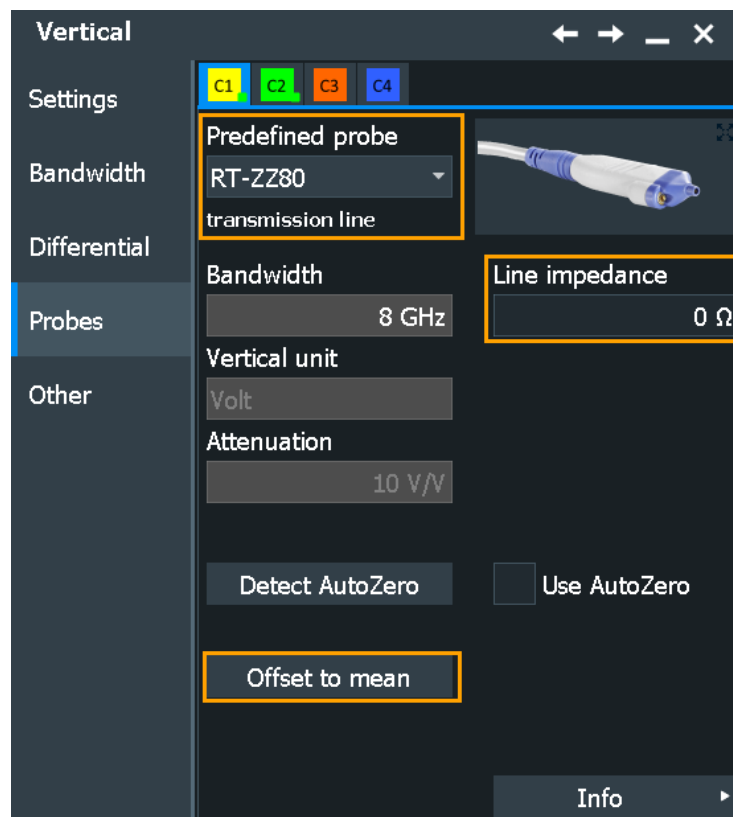 Vertical
Settings
Bandwidth
Differential
Probes
Other
C1 C2 C3 C4
Predefined probe
RT-ZZ80
transmission line
Bandwidth
8 GHz
Line impedance
0 Ω
Vertical unit
Volt
Attenuation
10 V/V
Detect AutoZero
Use AutoZero
Offset to mean
Info